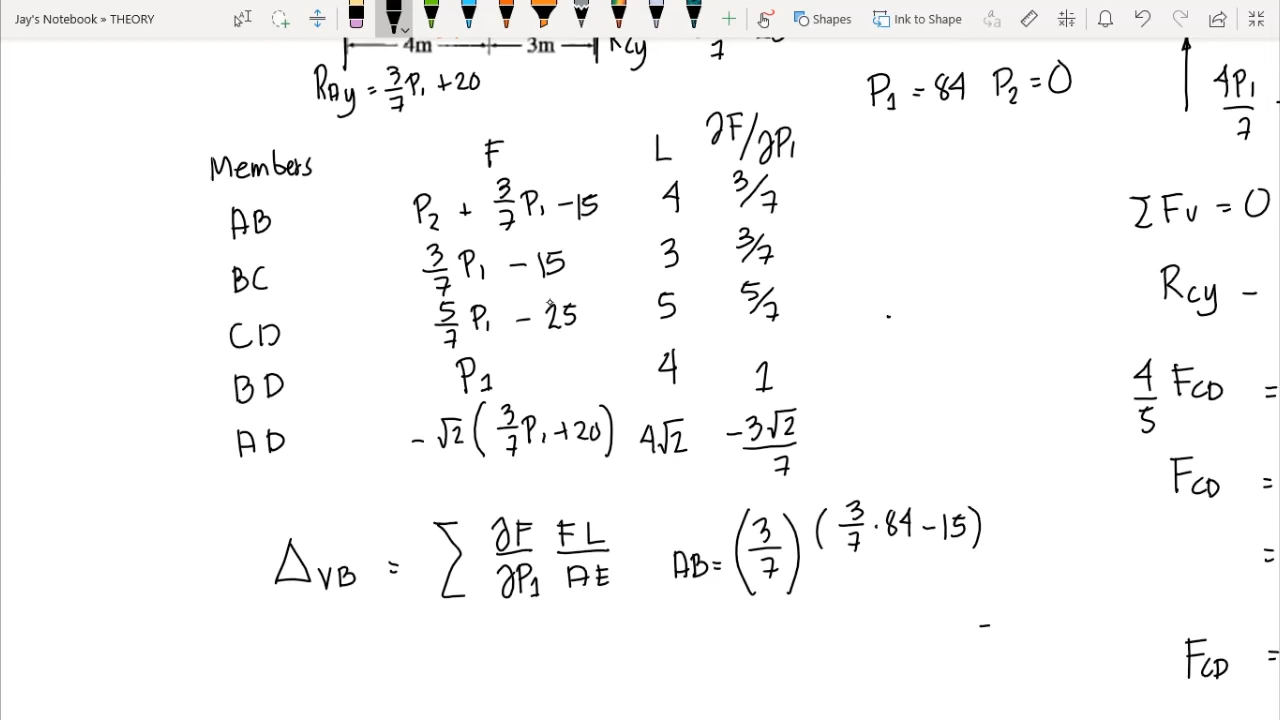 Jay's Notebook » THEORY
Shapes
Ink to Shape
4m
3m
Rcy
7
RAy = 3/7 P1 + 20
P1 = 84 P2 = 0
4P1/7
Members F L ∂F/∂P1
AB P2 + 3/7 P1 - 15 4 3/7
BC 3/7 P1 - 15 3 3/7
CD 5/7 P1 - 25 5 5/7
BD P1 4 1
AD - √2 ( 3/7 P1 + 20 ) 4√2 -3√2/7
ΔVB = Σ ∂F/∂P1 FL/AE AB = (3/7) ( 3/7 · 84 - 15 )
-
ΣFv = 0
Rcy -
4/5 FCD =
FCD =
=
FCD =